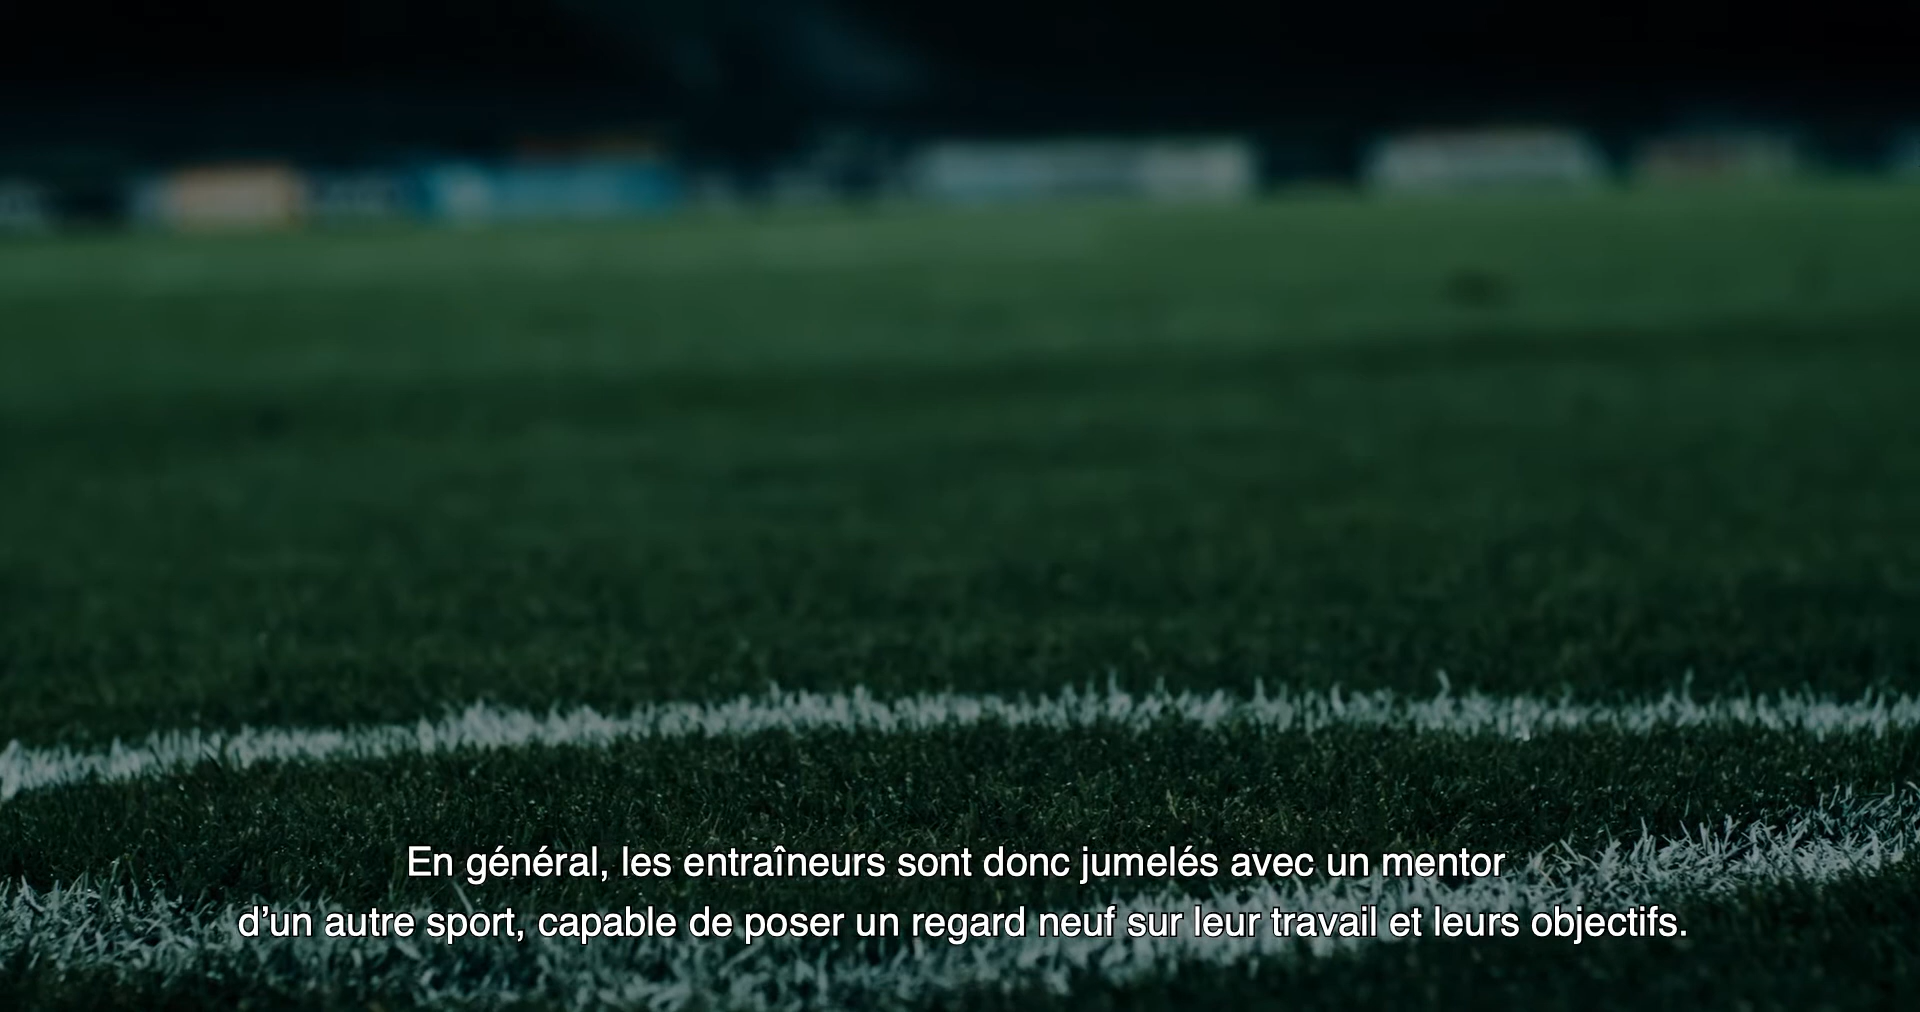 En général, les entraîneurs sont donc jumelés avec un mentor
d’un autre sport, capable de poser un regard neuf sur leur travail et leurs objectifs.